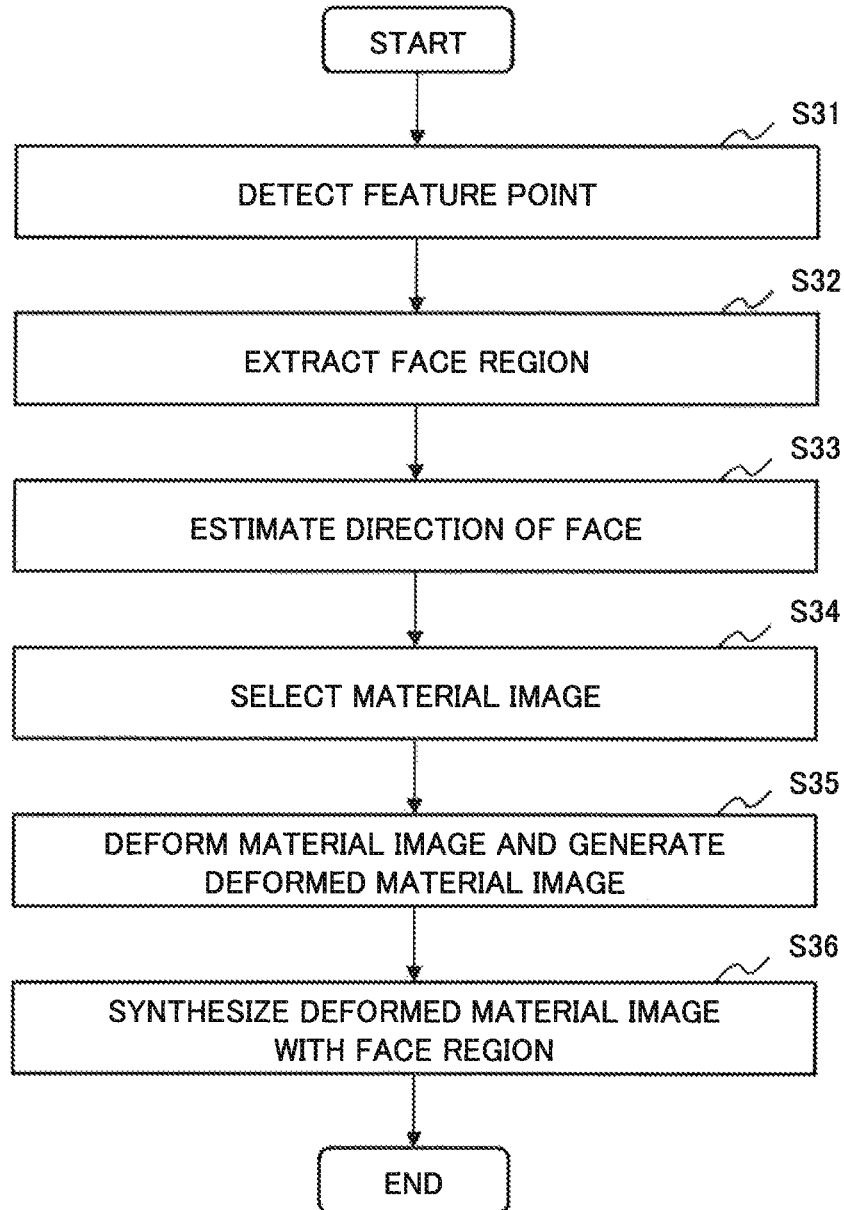 START
S31
DETECT FEATURE POINT
S32
EXTRACT FACE REGION
S33
ESTIMATE DIRECTION OF FACE
S34
SELECT MATERIAL IMAGE
S35
DEFORM MATERIAL IMAGE AND GENERATE
DEFORMED MATERIAL IMAGE
S36
SYNTHESIZE DEFORMED MATERIAL IMAGE
WITH FACE REGION
END